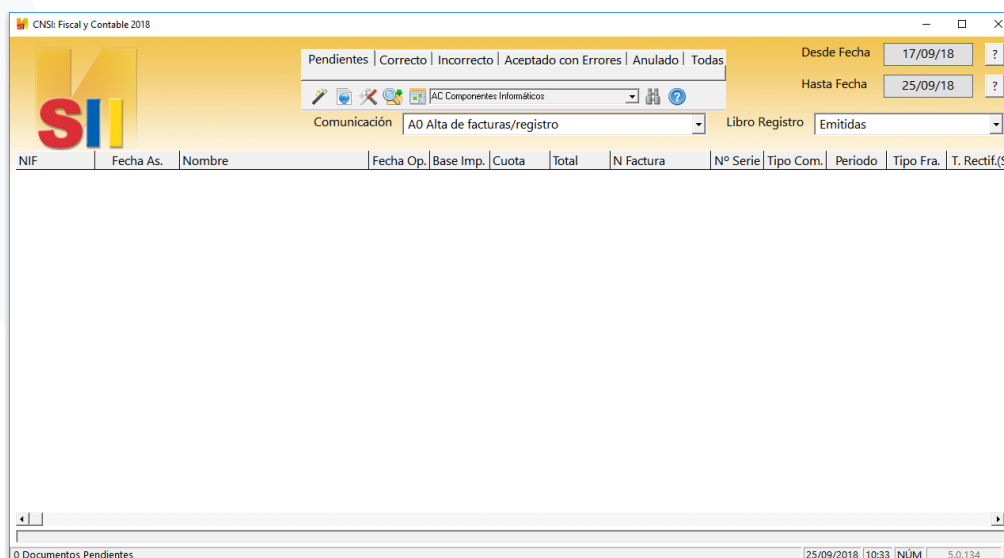 CNSI: Fiscal y Contable 2018
SII
Pendientes Correcto Incorrecto Aceptado con Errores Anulado Todas
Desde Fecha 17/09/18 ?
AC Componentes Informáticos
Hasta Fecha 25/09/18 ?
Comunicación A0 Alta de facturas/registro Libro Registro Emitidas
NIF Fecha As. Nombre Fecha Op. Base Imp. Cuota Total N Factura Nº Serie Tipo Com. Periodo Tipo Fra. T. Rectif.(S
0 Documentos Pendientes 25/09/2018 10:33 NÚM 5.0.134